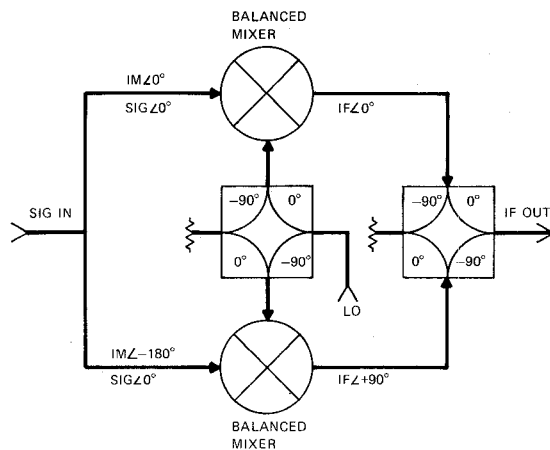 BALANCED
MIXER
IM∠0°
SIG∠0°
IF∠0°
SIG IN
−90° 0°
0° −90°
−90° 0°
0° −90°
IF OUT
LO
IM∠−180°
SIG∠0°
IF∠+90°
BALANCED
MIXER